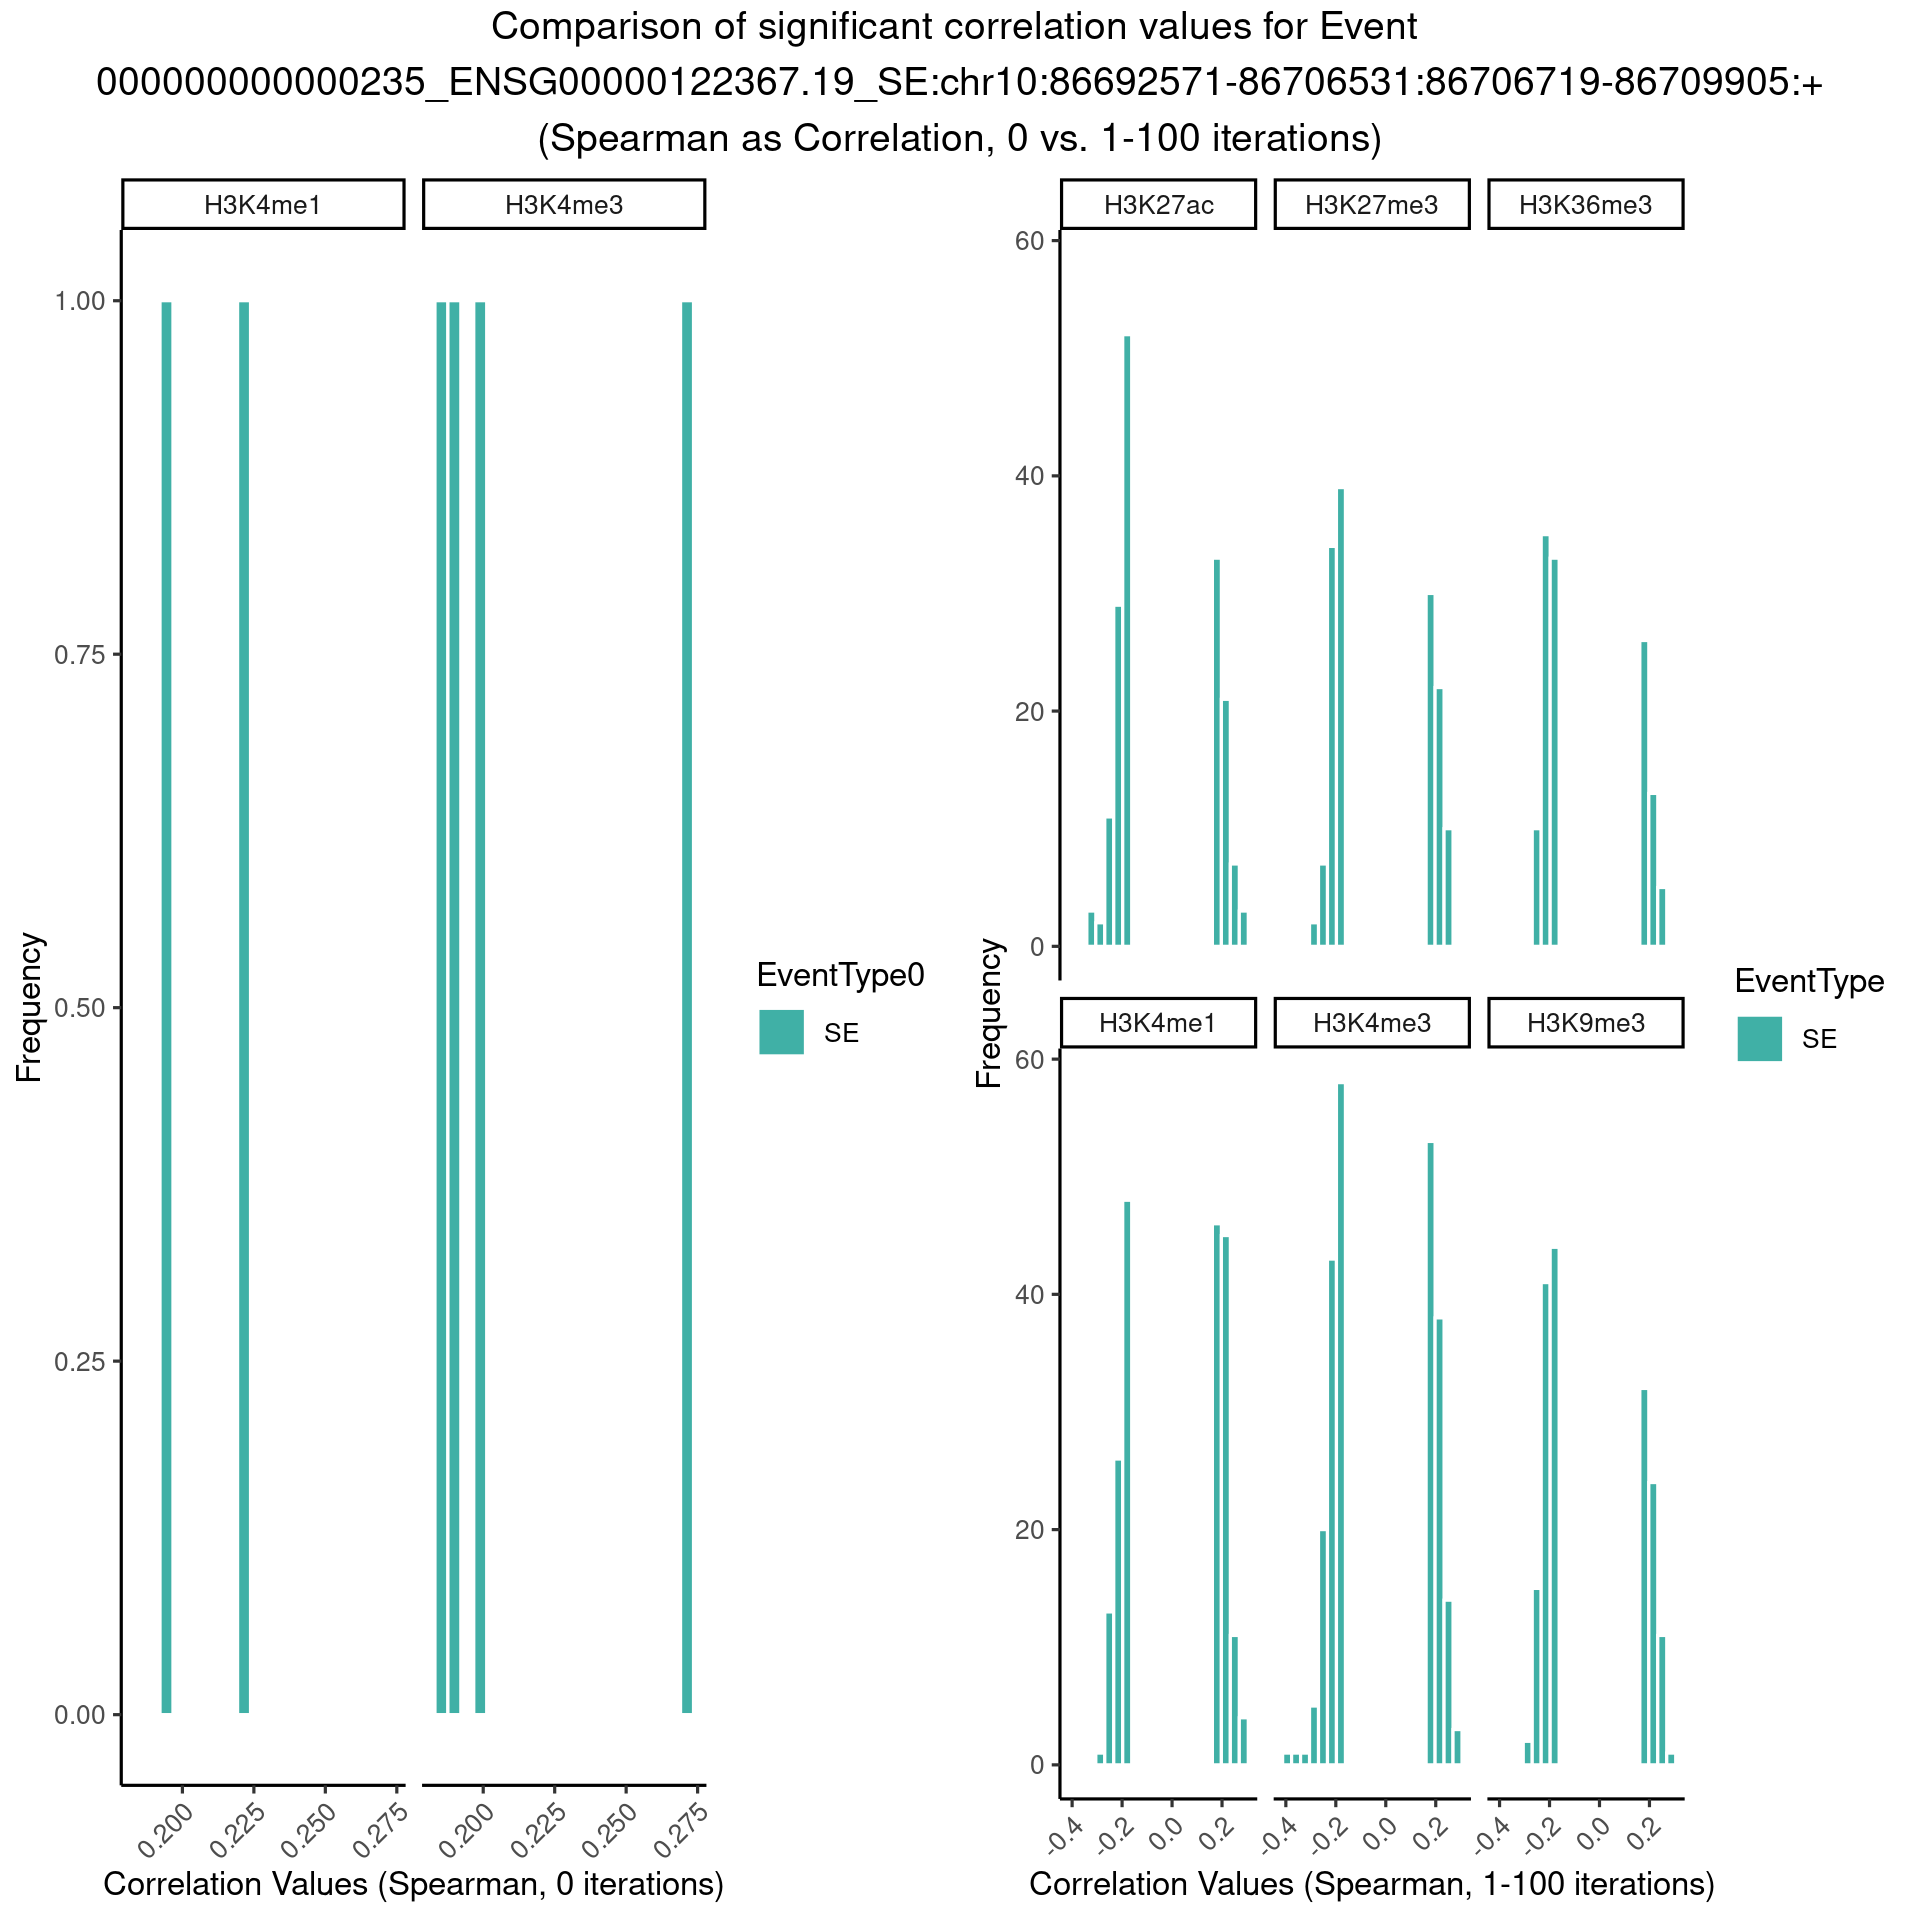 Comparison of significant correlation values for Event
000000000000235_ENSG00000122367.19_SE:chr10:86692571-86706531:86706719-86709905:+
(Spearman as Correlation, 0 vs. 1-100 iterations)
H3K4me1
H3K4me3
1.00
0.75
0.50
0.25
0.00
Frequency
0.200
0.225
0.250
0.275
0.200
0.225
0.250
0.275
Correlation Values (Spearman, 0 iterations)
EventType0
SE
H3K27ac
H3K27me3
H3K36me3
60
40
20
0
H3K4me1
H3K4me3
H3K9me3
60
40
20
0
Frequency
-0.4
-0.2
0.0
0.2
-0.4
-0.2
0.0
0.2
-0.4
-0.2
0.0
0.2
Correlation Values (Spearman, 1-100 iterations)
EventType
SE